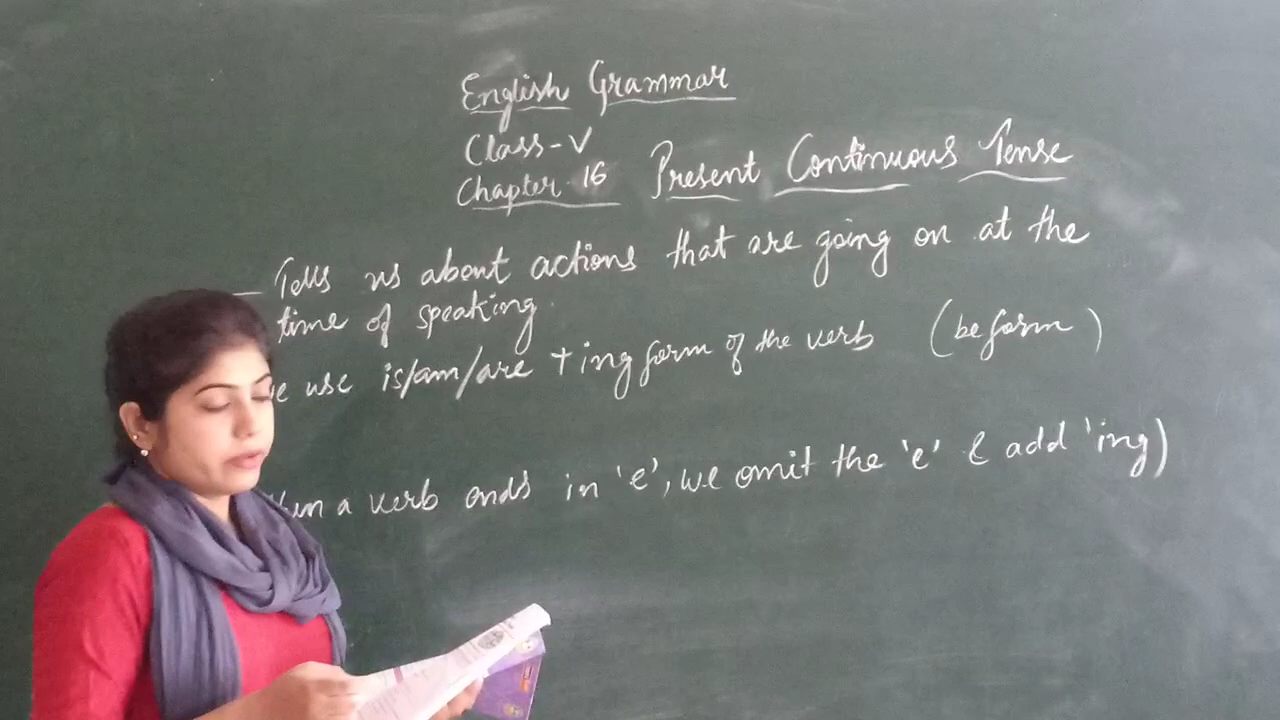 English Grammar
Class-V
Chapter 16 Present Continuous Tense
— Tells us about actions that are going on at the
time of speaking.
use is/am/are + ing form of the verb (be form)
a verb ends in 'e', we omit the 'e' & add 'ing)